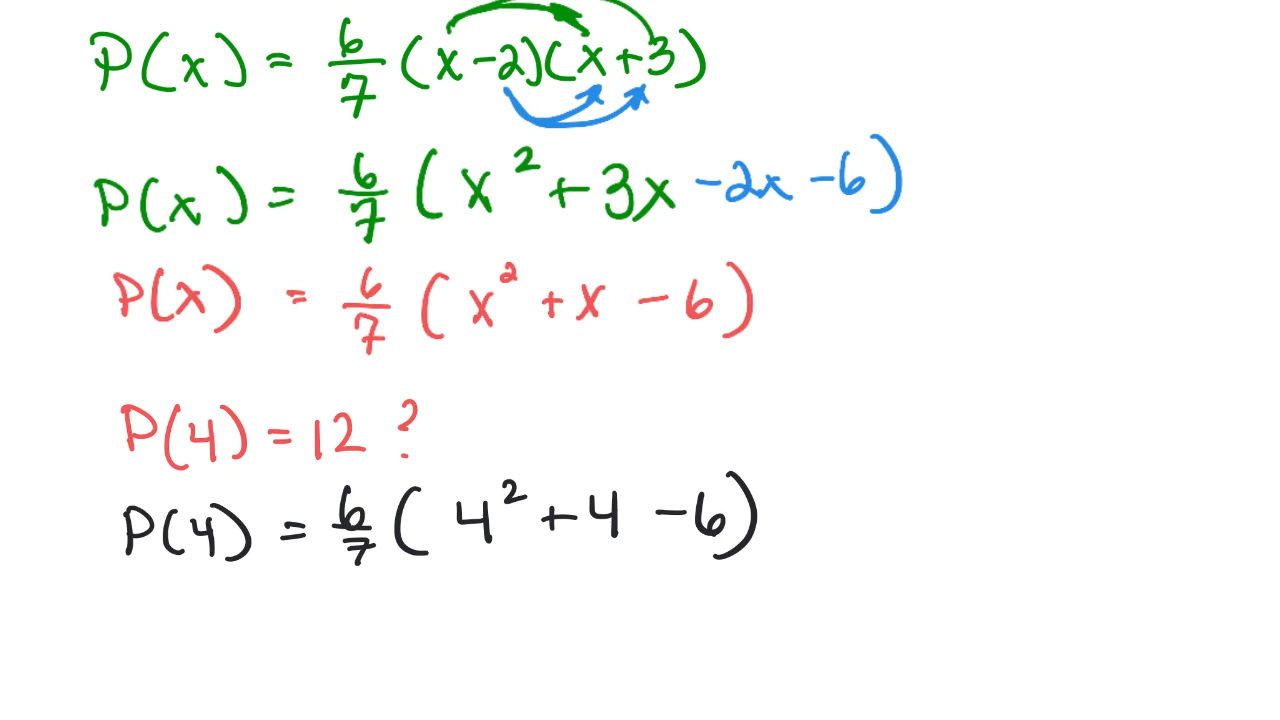 P(x) = 6/7 (x-2)(x+3)
P(x) = 6/7 (x² + 3x - 2x - 6)
P(x) = 6/7 (x² + x - 6)
P(4) = 12 ?
P(4) = 6/7 (4² + 4 - 6)